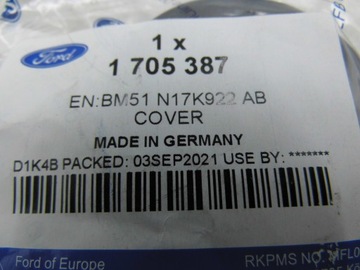 Ford
1 x
1 705 387
EN:BM51 N17K922 AB
COVER
MADE IN GERMANY
D1K4B PACKED: 03SEP2021 USE BY: *******
Ford of Europe
RKPMS NO.